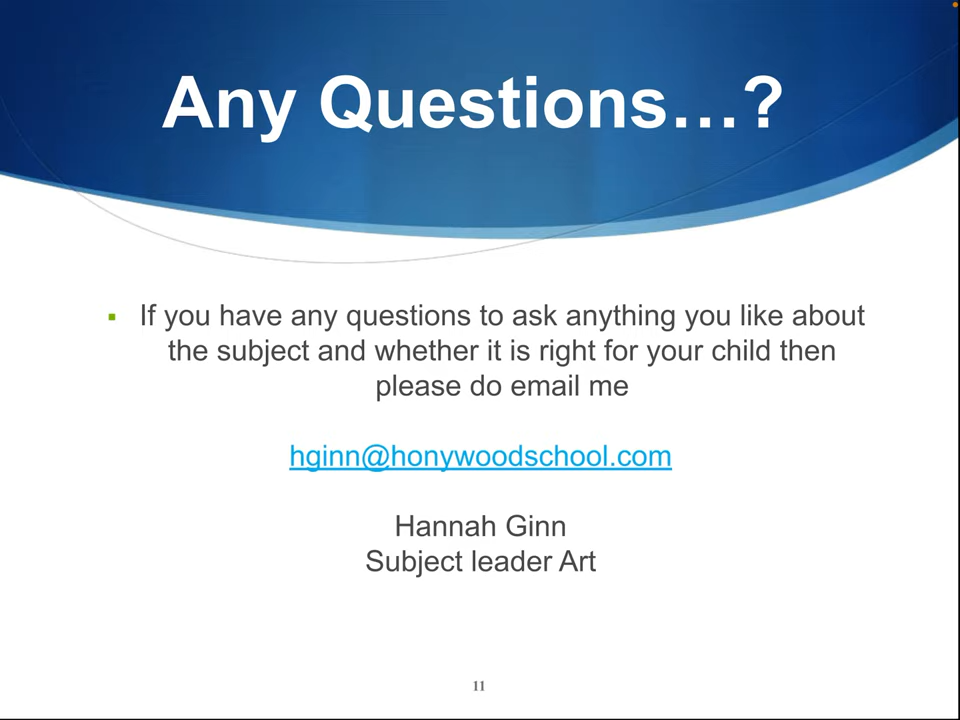 Any Questions…?
▪ If you have any questions to ask anything you like about
the subject and whether it is right for your child then
please do email me
hginn@honywoodschool.com
Hannah Ginn
Subject leader Art
11